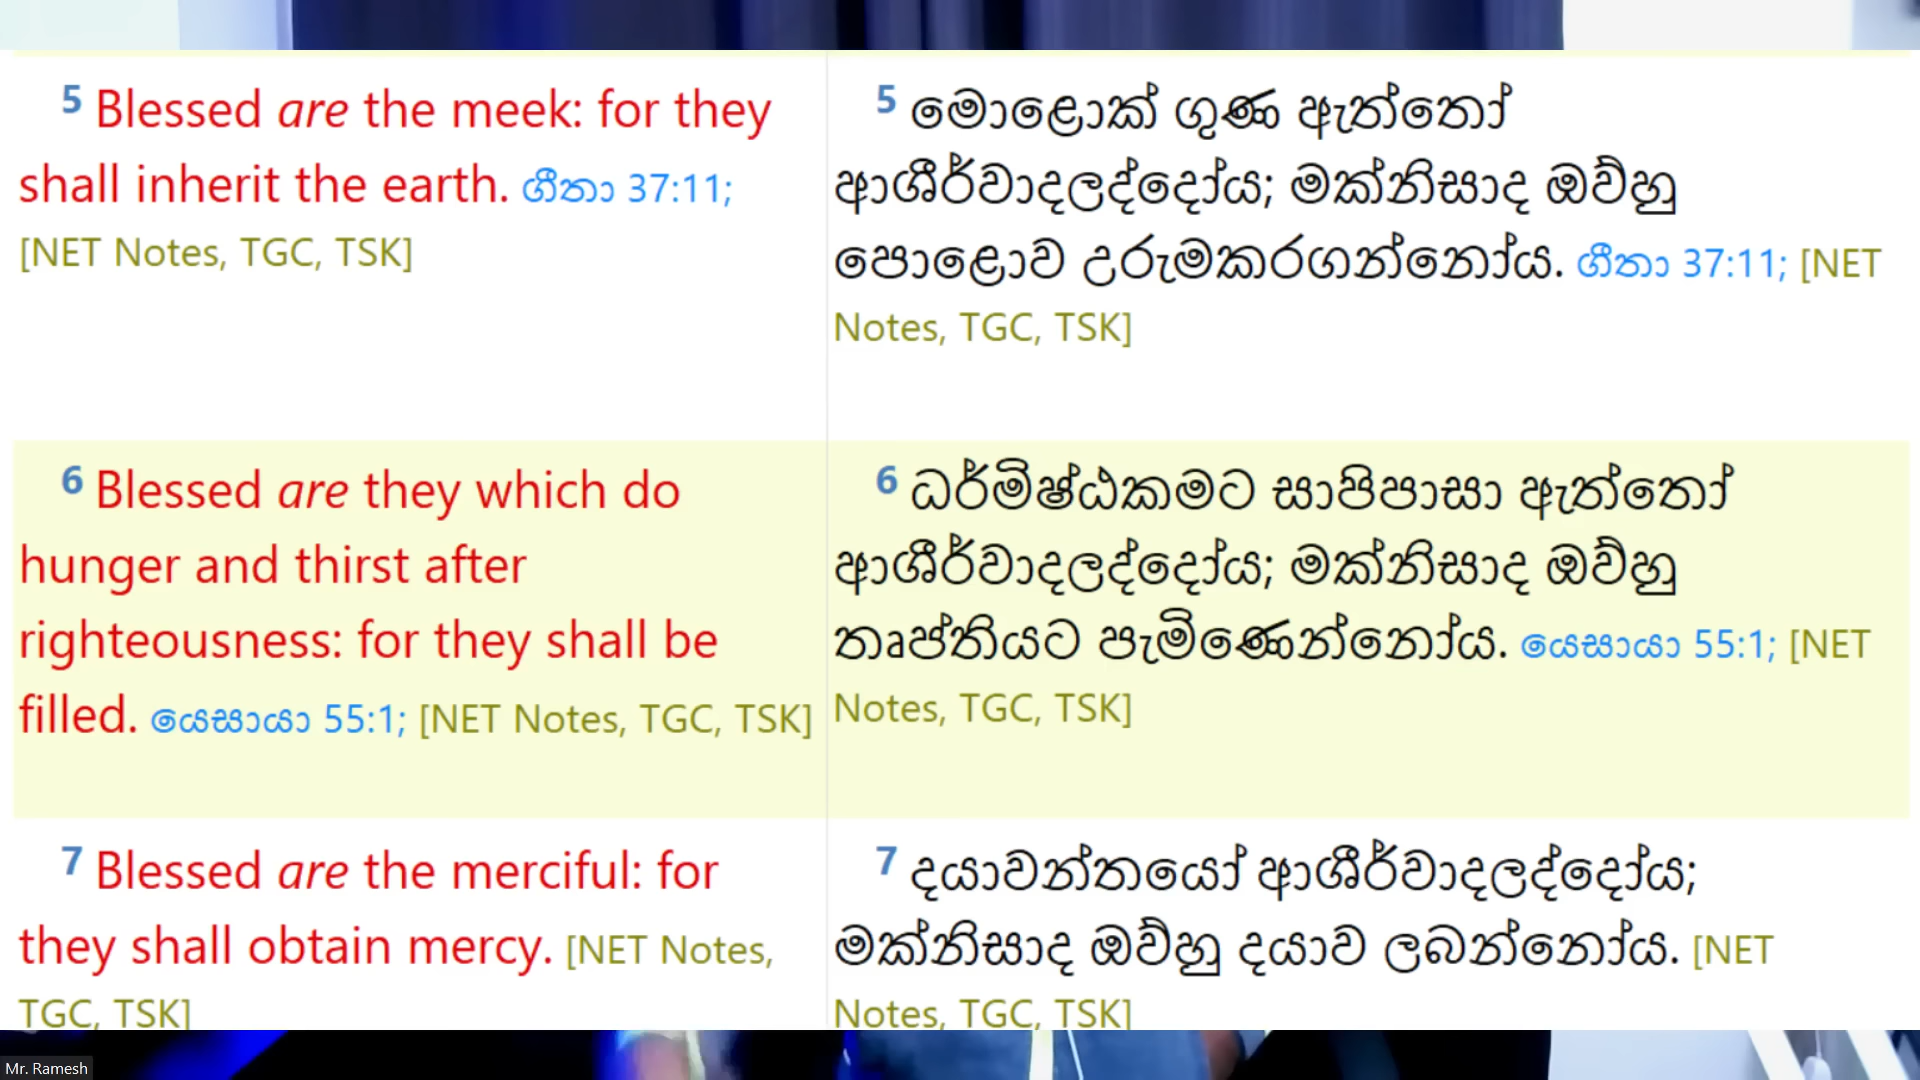 5 Blessed are the meek: for they
shall inherit the earth. ගීතා 37:11;
[NET Notes, TGC, TSK]
5 මොළොක් ගුණ ඇත්තෝ
ආශීර්වාදලද්දෝය; මක්නිසාද ඔව්හු
පොළොව උරුමකරගන්නෝය. ගීතා 37:11; [NET
Notes, TGC, TSK]
6 Blessed are they which do
hunger and thirst after
righteousness: for they shall be
filled. යෙසායා 55:1; [NET Notes, TGC, TSK]
6 ධර්මිෂ්ඨකමට සාපිපාසා ඇත්තෝ
ආශීර්වාදලද්දෝය; මක්නිසාද ඔව්හු
තෘප්තියට පැමිණෙන්නෝය. යෙසායා 55:1; [NET
Notes, TGC, TSK]
7 Blessed are the merciful: for
they shall obtain mercy. [NET Notes,
TGC, TSK]
7 දයාවන්තයෝ ආශීර්වාදලද්දෝය;
මක්නිසාද ඔව්හු දයාව ලබන්නෝය. [NET
Notes, TGC, TSK]
Mr. Ramesh